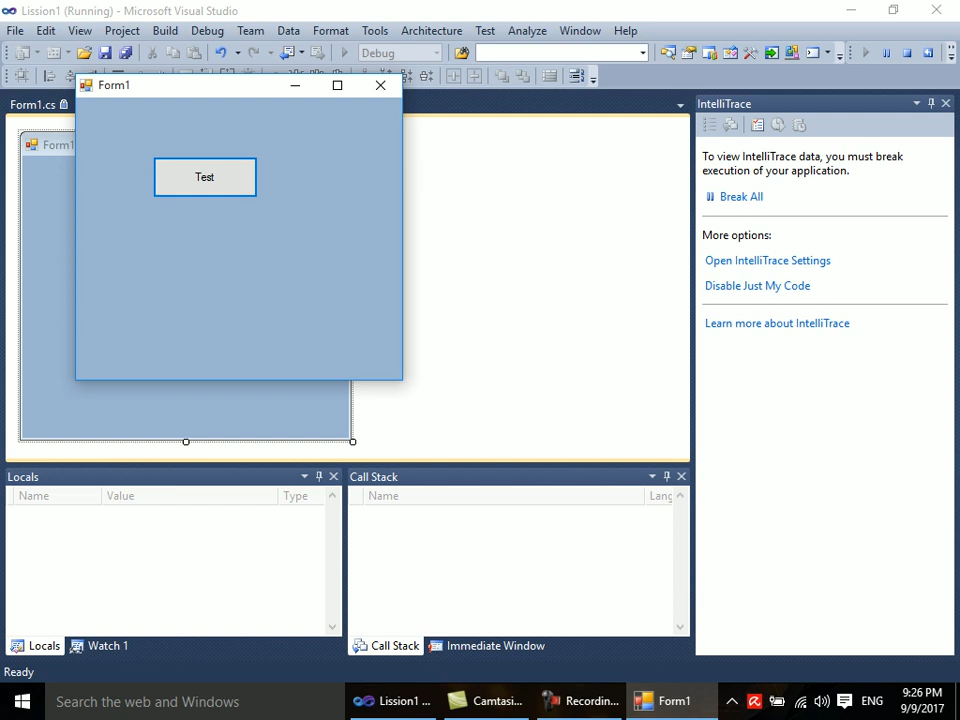 Lission1 (Running) - Microsoft Visual Studio
File Edit View Project Build Debug Team Data Format Tools Architecture Test Analyze Window Help
Debug
Form1.cs
Form1
Form1
Test
IntelliTrace
To view IntelliTrace data, you must break
execution of your application.
Break All
More options:
Open IntelliTrace Settings
Disable Just My Code
Learn more about IntelliTrace
Locals
Name Value Type
Call Stack
Name Lang
Locals Watch 1
Call Stack Immediate Window
Ready
Search the web and Windows
Lission1 ...
Camtasi...
Recordin...
Form1
ENG
9:26 PM
9/9/2017